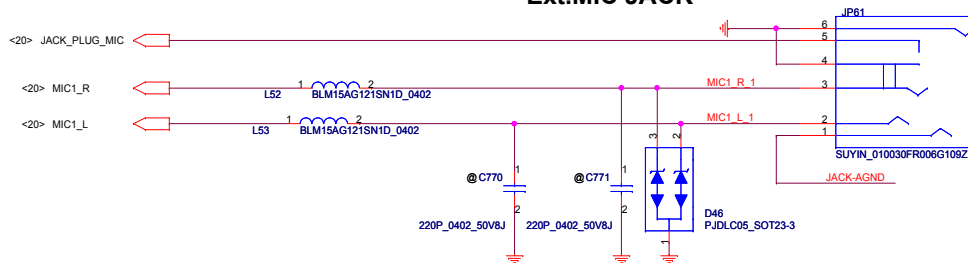 Ext.MIC JACK
JP61
6
<20> JACK_PLUG_MIC
5
4
<20> MIC1_R
1
2
MIC1_R_1
3
L52
BLM15AG121SN1D_0402
<20> MIC1_L
1
2
MIC1_L_1
2
L53
BLM15AG121SN1D_0402
1
3
2
SUYIN_010030FR006G109Z
@C770
1
@C771
1
JACK-AGND
2
2
D46
220P_0402_50V8J
220P_0402_50V8J
PJDLC05_SOT23-3
1